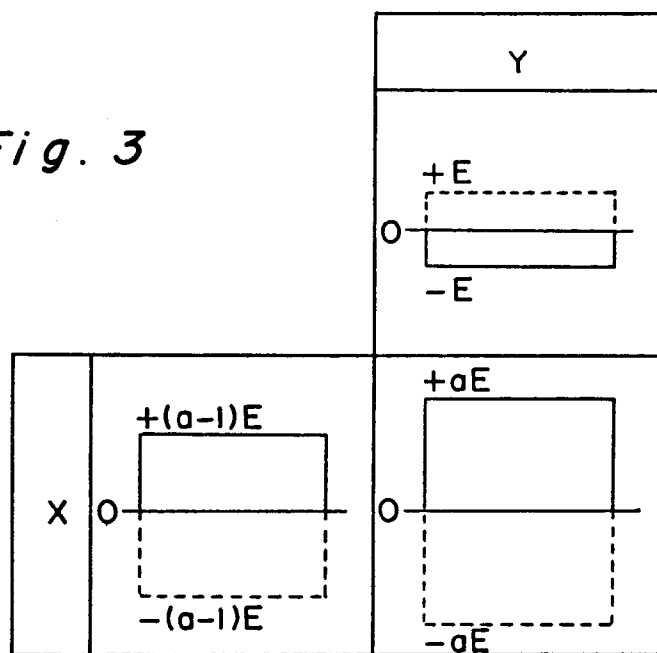 Fig. 3
Y
+E
O
-E
+aE
+(a-1)E
X
O
O
-(a-1)E
-aE